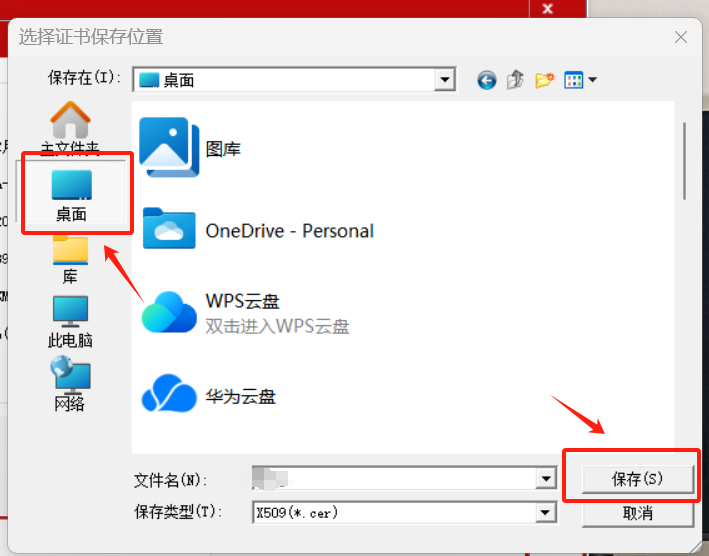 选择证书保存位置
保存在(I):
桌面
主文件夹
桌面
库
此电脑
网络
图库
OneDrive - Personal
WPS云盘
双击进入WPS云盘
华为云盘
文件名(N):
保存(S)
保存类型(T):
X509(*.cer)
取消